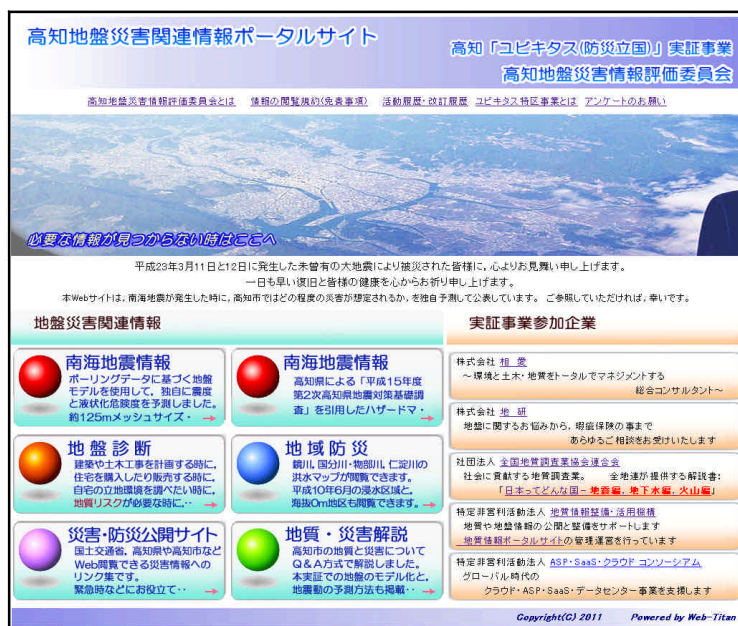 高知地盤災害関連情報ポータルサイト
高知「ユビキタス(防災立国)」実証事業
高知地盤災害情報評価委員会
高知地盤災害情報評価委員会とは 情報の閲覧規約(免責事項) 活動履歴・改訂履歴 ユビキタス特区事業とは アンケートのお願い
必要な情報が見つからない時はここへ
平成23年3月11日と12日に発生した未曾有の大地震により被災された皆様に,心よりお見舞い申し上げます。
一日も早い復旧と皆様の健康を心からお祈り申し上げます。
本Webサイトは,南海地震が発生した時に,高知市ではどの程度の災害が想定されるか,を独自予測して公表しています。 ご参照していただければ,幸いです。
地盤災害関連情報
南海地震情報
ボーリングデータに基づく地盤
モデルを使用して,独自に震度
と液状化危険度を予測しました。
約125mメッシュサイズ・ →
南海地震情報
高知県による「平成15年度
第2次高知県地震対策基礎調
査」を引用したハザードマ・ →
地盤診断
建築や土木工事を計画する時に,
住宅を購入したり販売する時に,
自宅の立地環境を調べたい時に,
地質リスクが必要な時に,・・ →
地域防災
鏡川,国分川・物部川,仁淀川の
洪水マップが閲覧できます。
平成10年6月の浸水区域と,
海抜0m地区も閲覧できます。 →
災害・防災公開サイト
国土交通省,高知県や高知市など
Web閲覧できる災害情報への
リンク集です。
緊急時などにお役立て・・ →
地質・災害解説
高知市の地質と災害について
Q&A方式で解説しました。
本実証での地盤のモデル化と,
地震動の予測方法も掲載・・ →
実証事業参加企業
株式会社 相愛
～環境と土木・地質をトータルでマネジメントする
総合コンサルタント～
株式会社 地研
地盤に関するお悩みから,瑕疵保険の事まで
あらゆるご相談をお受けいたします
社団法人 全国地質調査業協会連合会
社会に貢献する地質調査業。 全地連が提供する解説書:
「日本ってどんな国－地震編,地下水編,火山編」
特定非営利活動法人 地質情報整備・活用機構
地質や地盤情報の公開と整備をサポートします
地質情報ポータルサイトの管理運営を行っています
特定非営利活動法人 ASP・SaaS・クラウド コンソーシアム
グローバル時代の
クラウド・ASP・SaaS・データセンター事業を支援します
Copyright(C) 2011 Powered by Web-Titan